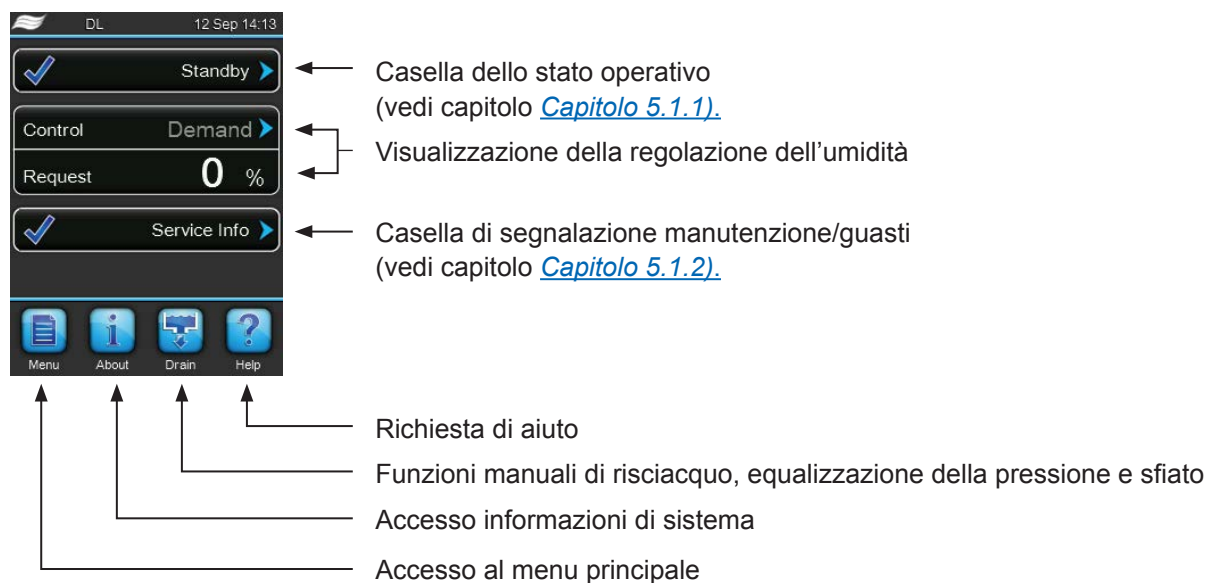 DL 12 Sep 14:13
Standby
Control Demand
Request 0 %
Service Info
Menu About Drain Help
Casella dello stato operativo
(vedi capitolo Capitolo 5.1.1).
Visualizzazione della regolazione dell'umidità
Casella di segnalazione manutenzione/guasti
(vedi capitolo Capitolo 5.1.2).
Richiesta di aiuto
Funzioni manuali di risciacquo, equalizzazione della pressione e sfiato
Accesso informazioni di sistema
Accesso al menu principale